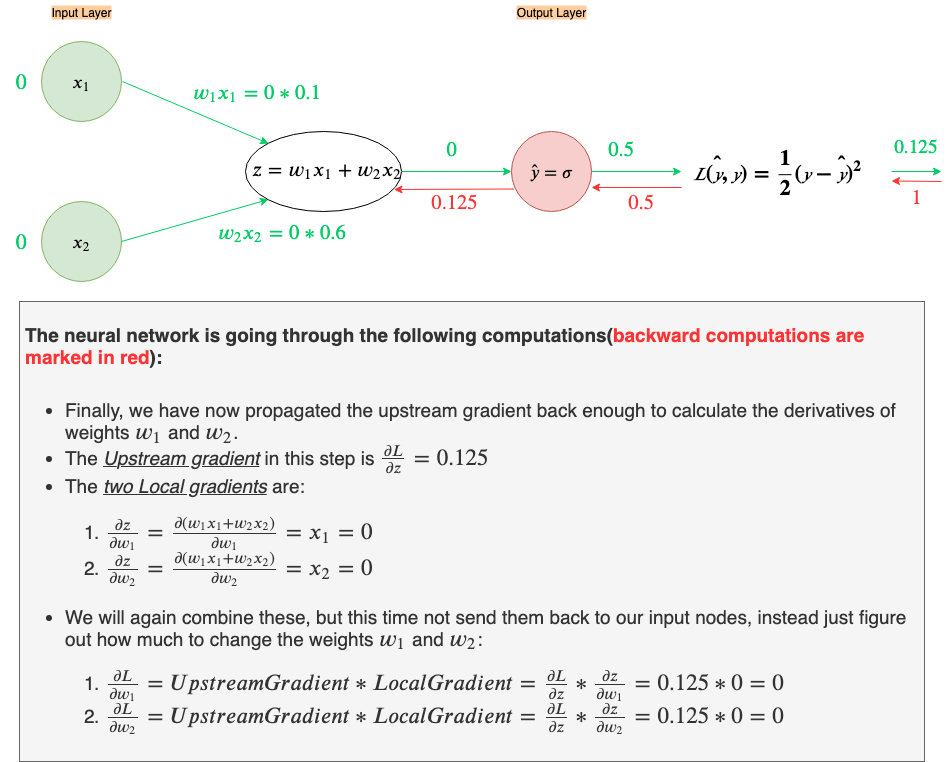 Input Layer
Output Layer
0
x₁
w₁x₁ = 0 * 0.1
z = w₁x₁ + w₂x₂
0
0.125
ŷ = σ
0.5
0.5
L(ŷ, y) = 1/2 (y − ŷ)²
0.125
1
0
x₂
w₂x₂ = 0 * 0.6
The neural network is going through the following computations(backward computations are
marked in red):
• Finally, we have now propagated the upstream gradient back enough to calculate the derivatives of
weights w₁ and w₂.
• The Upstream gradient in this step is ∂L/∂z = 0.125
• The two Local gradients are:
1. ∂z/∂w₁ = ∂(w₁x₁+w₂x₂)/∂w₁ = x₁ = 0
2. ∂z/∂w₂ = ∂(w₁x₁+w₂x₂)/∂w₂ = x₂ = 0
• We will again combine these, but this time not send them back to our input nodes, instead just figure
out how much to change the weights w₁ and w₂:
1. ∂L/∂w₁ = UpstreamGradient * LocalGradient = ∂L/∂z * ∂z/∂w₁ = 0.125 * 0 = 0
2. ∂L/∂w₂ = UpstreamGradient * LocalGradient = ∂L/∂z * ∂z/∂w₂ = 0.125 * 0 = 0